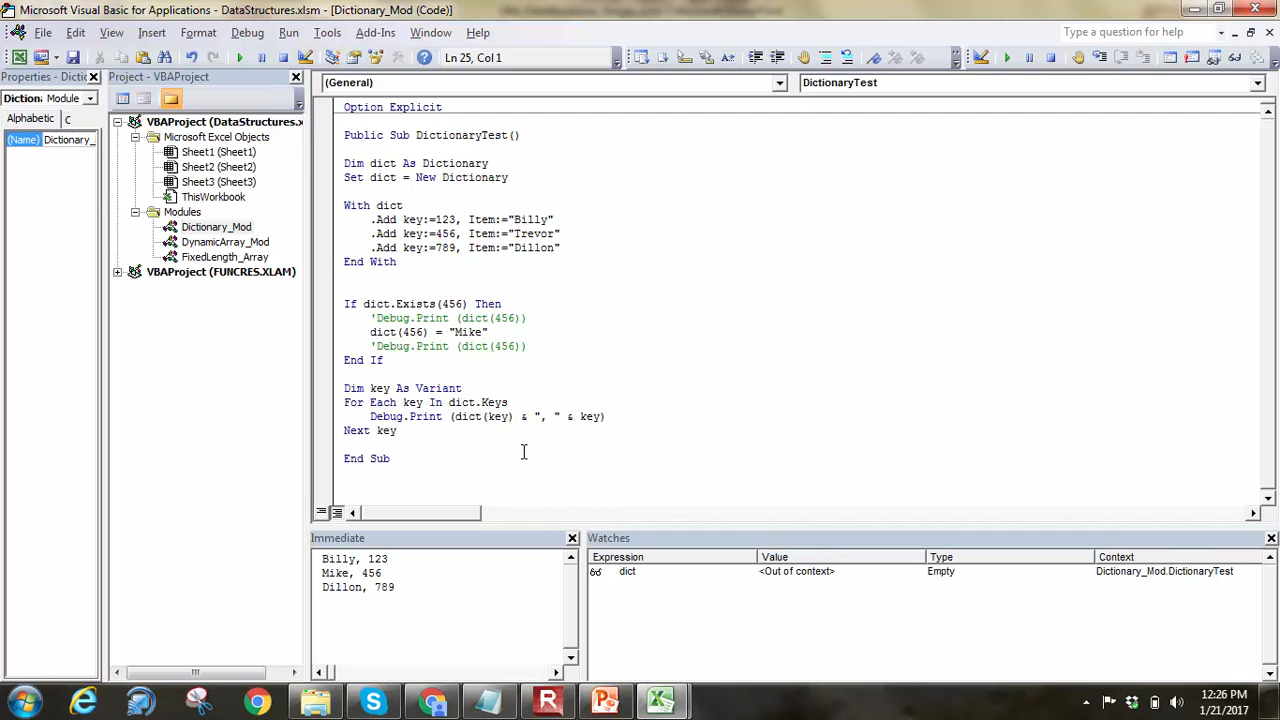 Microsoft Visual Basic for Applications - DataStructures.xlsm - [Dictionary_Mod (Code)]
File Edit View Insert Format Debug Run Tools Add-Ins Window Help
Type a question for help
Ln 25, Col 1
Properties - Dictic
Project - VBAProject
Diction: Module
(General)
DictionaryTest
Alphabetic C
(Name) Dictionary_
VBAProject (DataStructures.x
Microsoft Excel Objects
Sheet1 (Sheet1)
Sheet2 (Sheet2)
Sheet3 (Sheet3)
ThisWorkbook
Modules
Dictionary_Mod
DynamicArray_Mod
FixedLength_Array
VBAProject (FUNCRES.XLAM)
Option Explicit
Public Sub DictionaryTest()
Dim dict As Dictionary
Set dict = New Dictionary
With dict
.Add key:=123, Item:="Billy"
.Add key:=456, Item:="Trevor"
.Add key:=789, Item:="Dillon"
End With
If dict.Exists(456) Then
'Debug.Print (dict(456))
dict(456) = "Mike"
'Debug.Print (dict(456))
End If
Dim key As Variant
For Each key In dict.Keys
Debug.Print (dict(key) & ", " & key)
Next key
End Sub
Immediate
Billy, 123
Mike, 456
Dillon, 789
Watches
Expression Value Type Context
dict <Out of context> Empty Dictionary_Mod.DictionaryTest
12:26 PM
1/21/2017